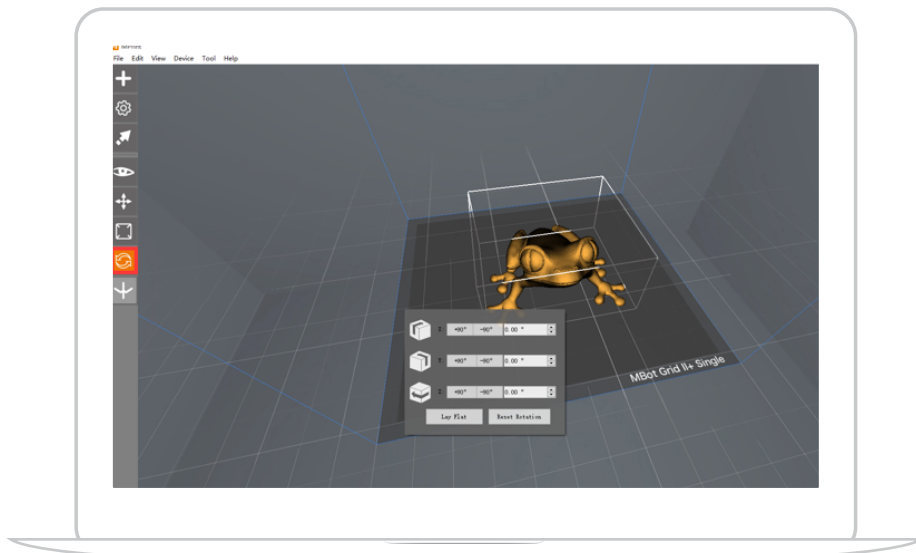 File Edit View Device Tool Help
MBot Grid II+ Single
+90° -90° 0.00 °
Y: +90° -90° 0.00 °
Z: +90° -90° 0.00 °
Lay Flat Reset Rotation